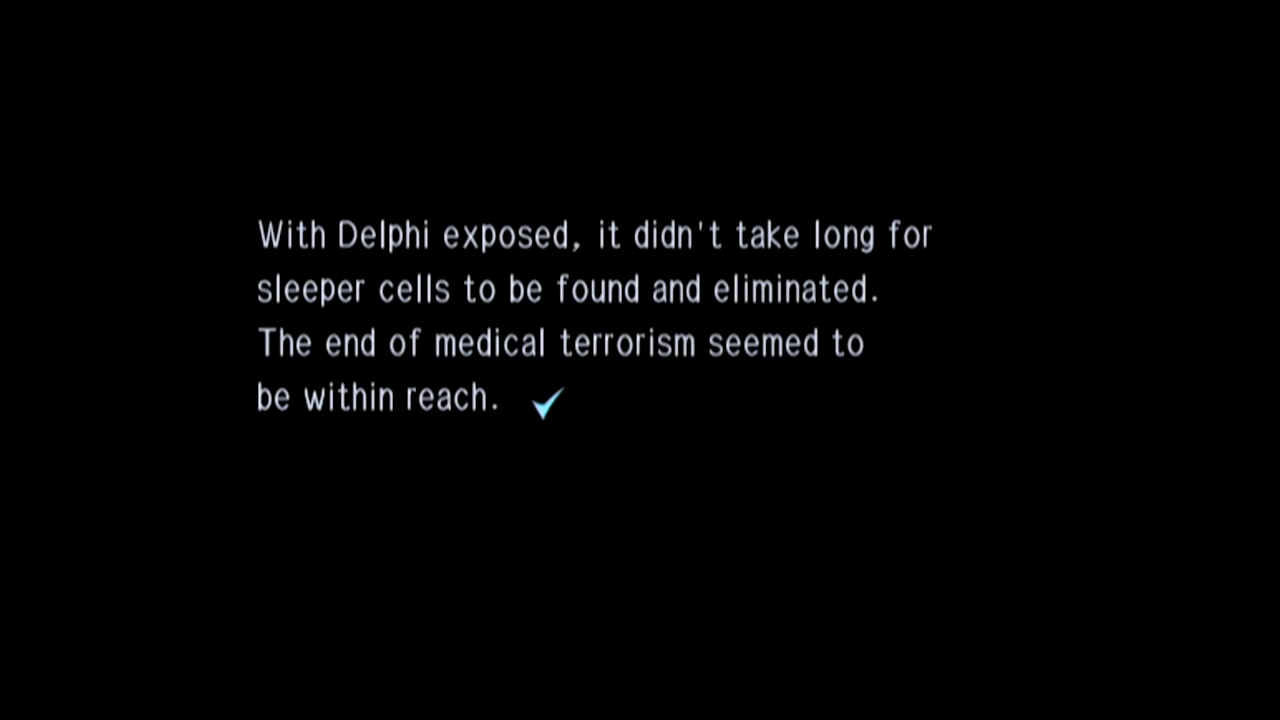 With Delphi exposed, it didn't take long for
sleeper cells to be found and eliminated.
The end of medical terrorism seemed to
be within reach.